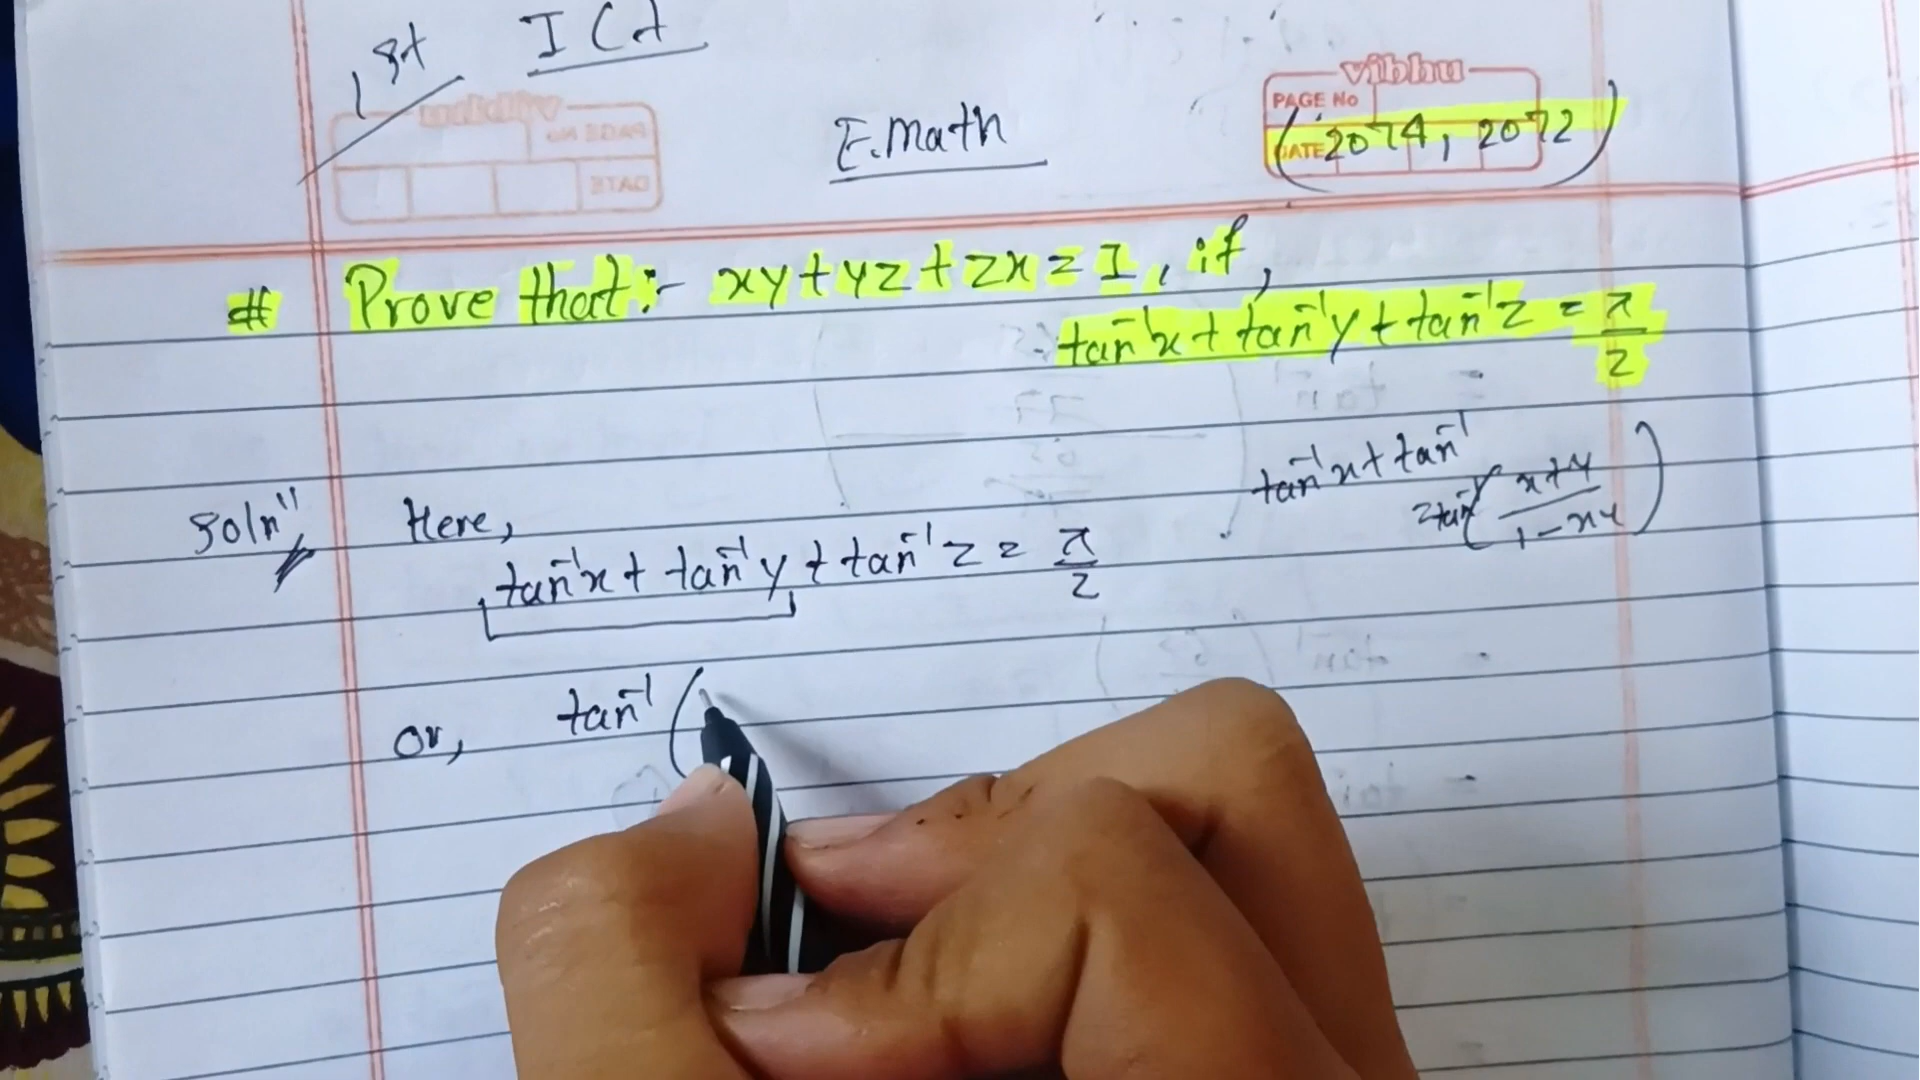 1st I Ct
E.Math
vibhu
PAGE No
DATE
(2074, 2072)
# Prove that:- xy+yz+zx=1, if,
tan⁻¹x + tan⁻¹y + tan⁻¹z = π/2
tan⁻¹x + tan⁻¹
= tan⁻¹(x+y/1-xy)
Soln" Here,
tan⁻¹x + tan⁻¹y + tan⁻¹z = π/2
or, tan⁻¹(